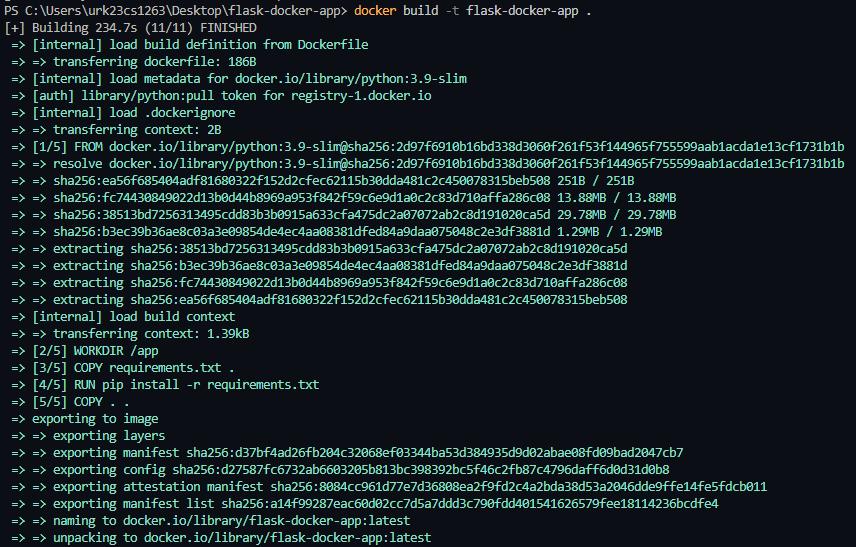 PS C:\Users\urk23cs1263\Desktop\flask-docker-app> docker build -t flask-docker-app .
[+] Building 234.7s (11/11) FINISHED
=> [internal] load build definition from Dockerfile
=> => transferring dockerfile: 186B
=> [internal] load metadata for docker.io/library/python:3.9-slim
=> [auth] library/python:pull token for registry-1.docker.io
=> [internal] load .dockerignore
=> => transferring context: 2B
=> [1/5] FROM docker.io/library/python:3.9-slim@sha256:2d97f6910b16bd338d3060f261f53f144965f755599aab1acda1e13cf1731b1b
=> => resolve docker.io/library/python:3.9-slim@sha256:2d97f6910b16bd338d3060f261f53f144965f755599aab1acda1e13cf1731b1b
=> => sha256:ea56f685404adf81680322f152d2cfec62115b30dda481c2c450078315beb508 251B / 251B
=> => sha256:fc74430849022d13b0d44b8969a953f842f59c6e9d1a0c2c83d710affa286c08 13.88MB / 13.88MB
=> => sha256:38513bd7256313495cdd83b3b0915a633cfa475dc2a07072ab2c8d191020ca5d 29.78MB / 29.78MB
=> => sha256:b3ec39b36ae8c03a3e09854de4ec4aa08381dfed84a9daa075048c2e3df3881d 1.29MB / 1.29MB
=> => extracting sha256:38513bd7256313495cdd83b3b0915a633cfa475dc2a07072ab2c8d191020ca5d
=> => extracting sha256:b3ec39b36ae8c03a3e09854de4ec4aa08381dfed84a9daa075048c2e3df3881d
=> => extracting sha256:fc74430849022d13b0d44b8969a953f842f59c6e9d1a0c2c83d710affa286c08
=> => extracting sha256:ea56f685404adf81680322f152d2cfec62115b30dda481c2c450078315beb508
=> [internal] load build context
=> => transferring context: 1.39kB
=> [2/5] WORKDIR /app
=> [3/5] COPY requirements.txt .
=> [4/5] RUN pip install -r requirements.txt
=> [5/5] COPY . .
=> exporting to image
=> => exporting layers
=> => exporting manifest sha256:d37bf4ad26fb204c32068ef03344ba53d384935d9d02abae08fd09bad2047cb7
=> => exporting config sha256:d27587fc6732ab6603205b813bc398392bc5f46c2fb87c4796daff6d0d31d0b8
=> => exporting attestation manifest sha256:8084cc961d77e7d36808ea2f9fd2c4a2bda38d53a2046dde9ffe14fe5fdcb011
=> => exporting manifest list sha256:a14f99287eac60d02cc7d5a7ddd3c790fdd401541626579fee18114236bcdfe4
=> => naming to docker.io/library/flask-docker-app:latest
=> => unpacking to docker.io/library/flask-docker-app:latest